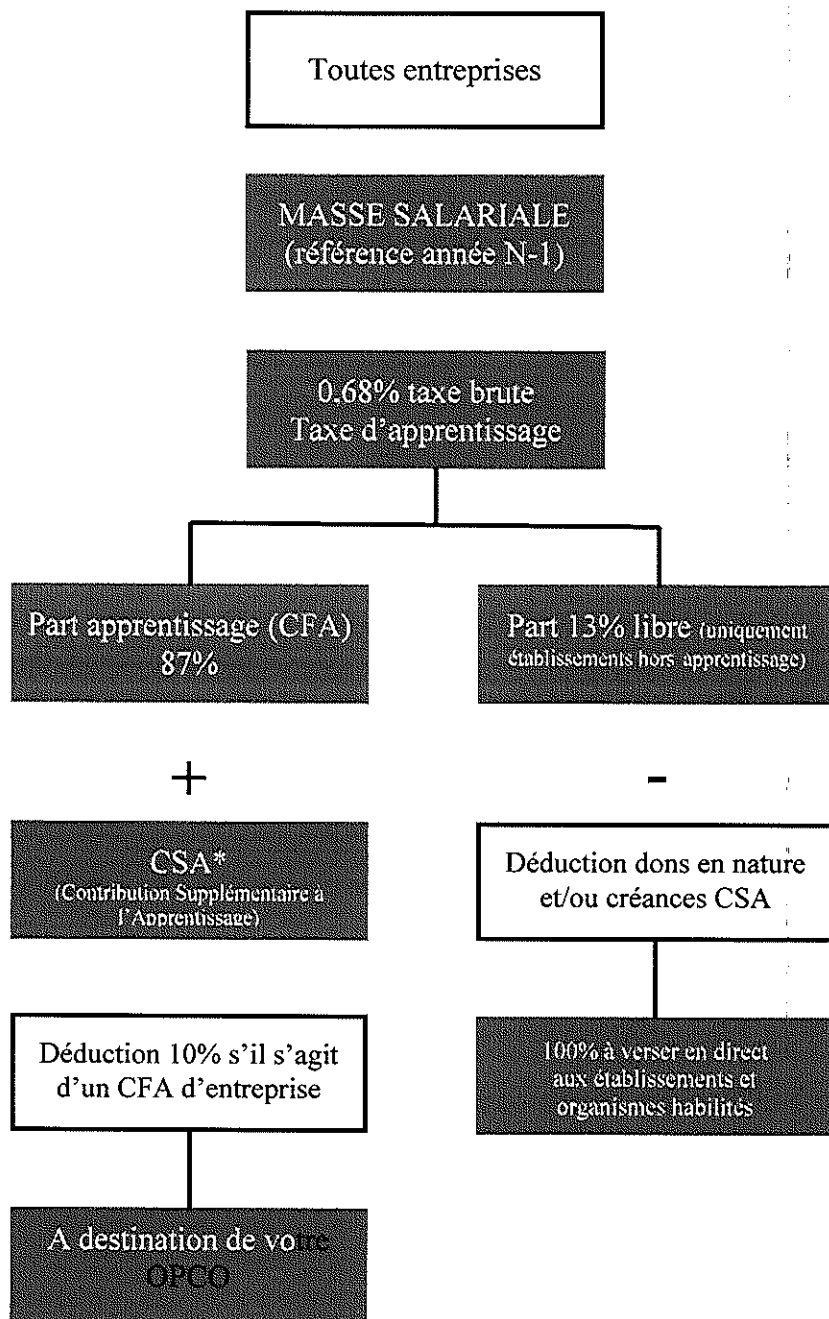 Toutes entreprises
MASSE SALARIALE
(référence année N-1)
0.68% taxe brute
Taxe d'apprentissage
Part apprentissage (CFA)
87%
Part 13% libre (uniquement
établissements hors apprentissage)
+
-
CSA*
(Contribution Supplémentaire à
l'Apprentissage)
Déduction dons en nature
et/ou créances CSA
Déduction 10% s'il s'agit
d'un CFA d'entreprise
100% à verser en direct
aux établissements et
organismes habilités
A destination de votre
OPCO